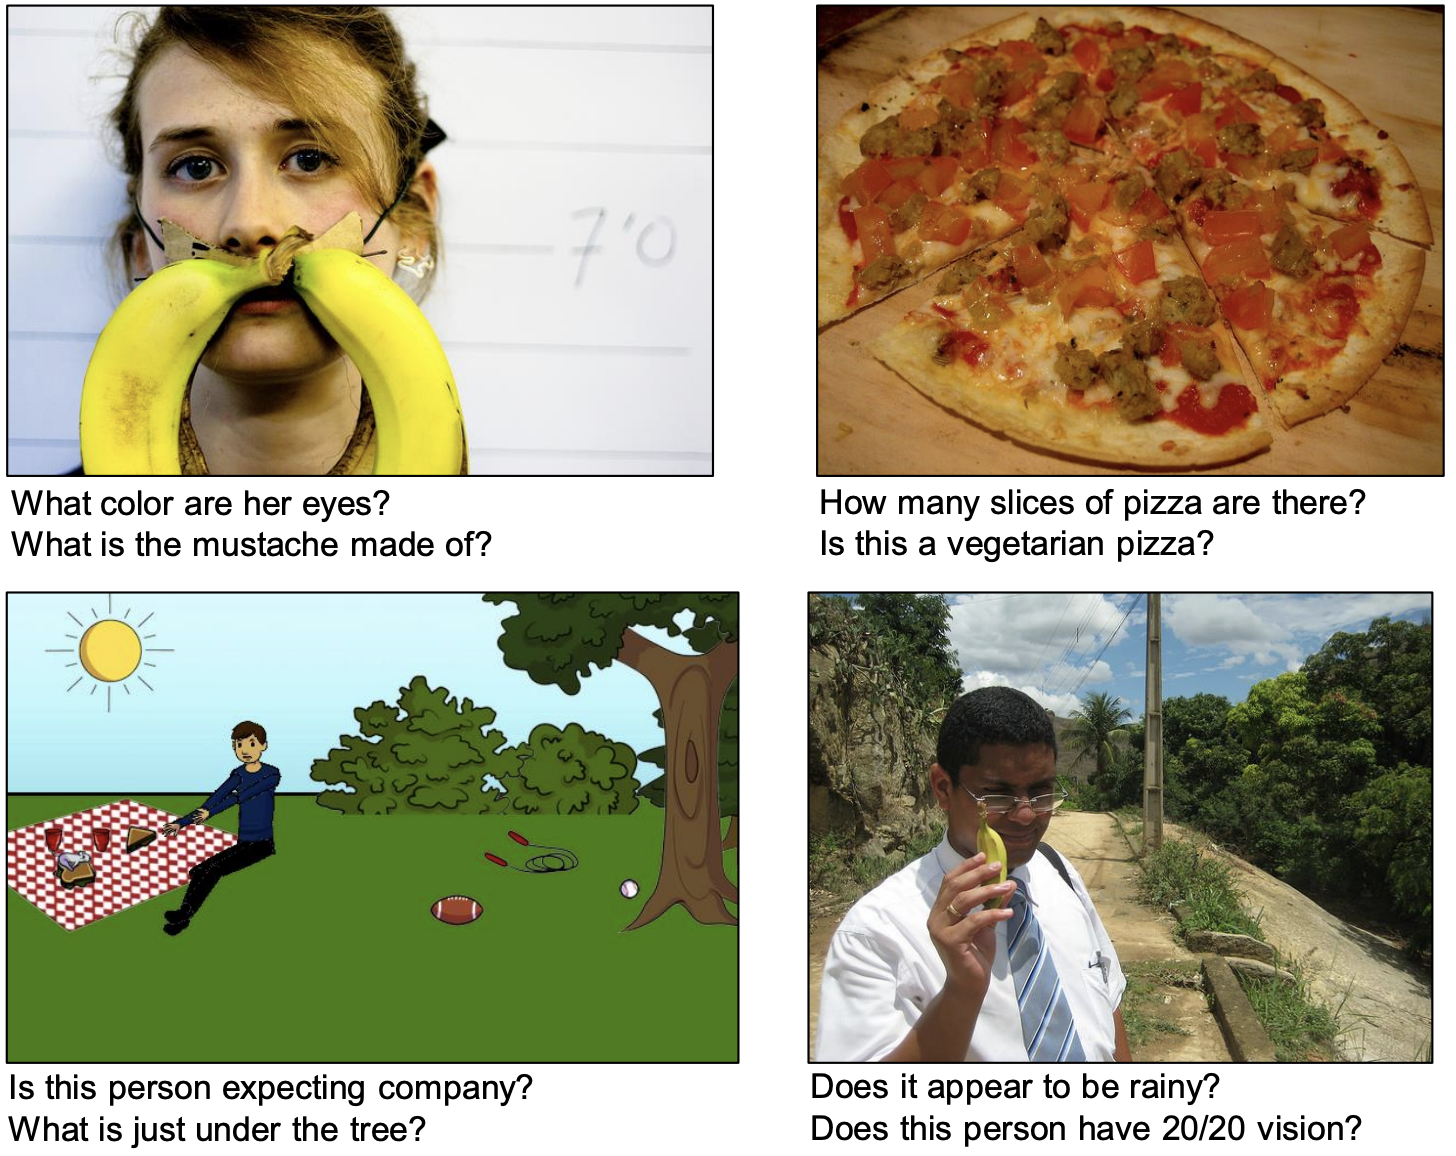 7'0
What color are her eyes?
What is the mustache made of?
How many slices of pizza are there?
Is this a vegetarian pizza?
Is this person expecting company?
What is just under the tree?
Does it appear to be rainy?
Does this person have 20/20 vision?